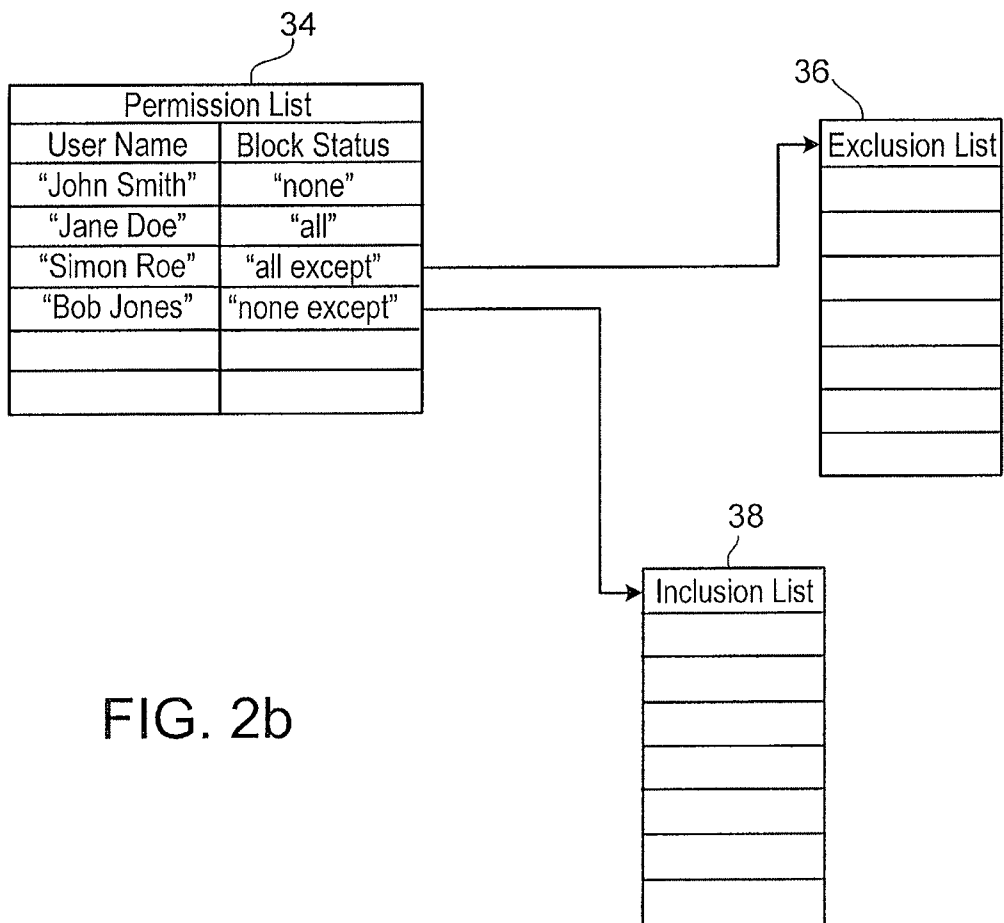 34
Permission List
User Name Block Status
“John Smith” “none”
“Jane Doe” “all”
“Simon Roe” “all except”
“Bob Jones” “none except”
36
Exclusion List
38
Inclusion List
FIG. 2b